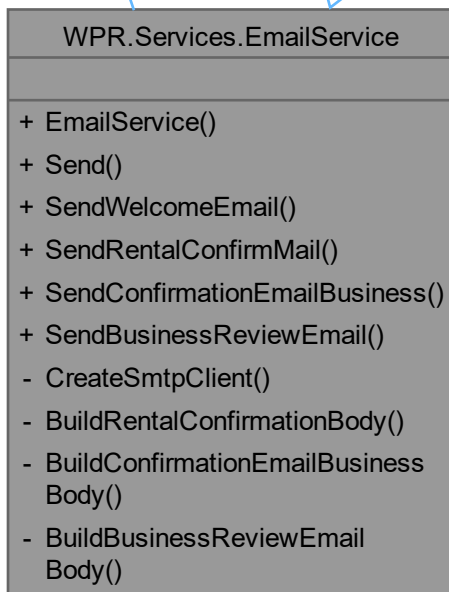 WPR.Services.EmailService
+ EmailService()
+ Send()
+ SendWelcomeEmail()
+ SendRentalConfirmMail()
+ SendConfirmationEmailBusiness()
+ SendBusinessReviewEmail()
- CreateSmtpClient()
- BuildRentalConfirmationBody()
- BuildConfirmationEmailBusiness
Body()
- BuildBusinessReviewEmail
Body()